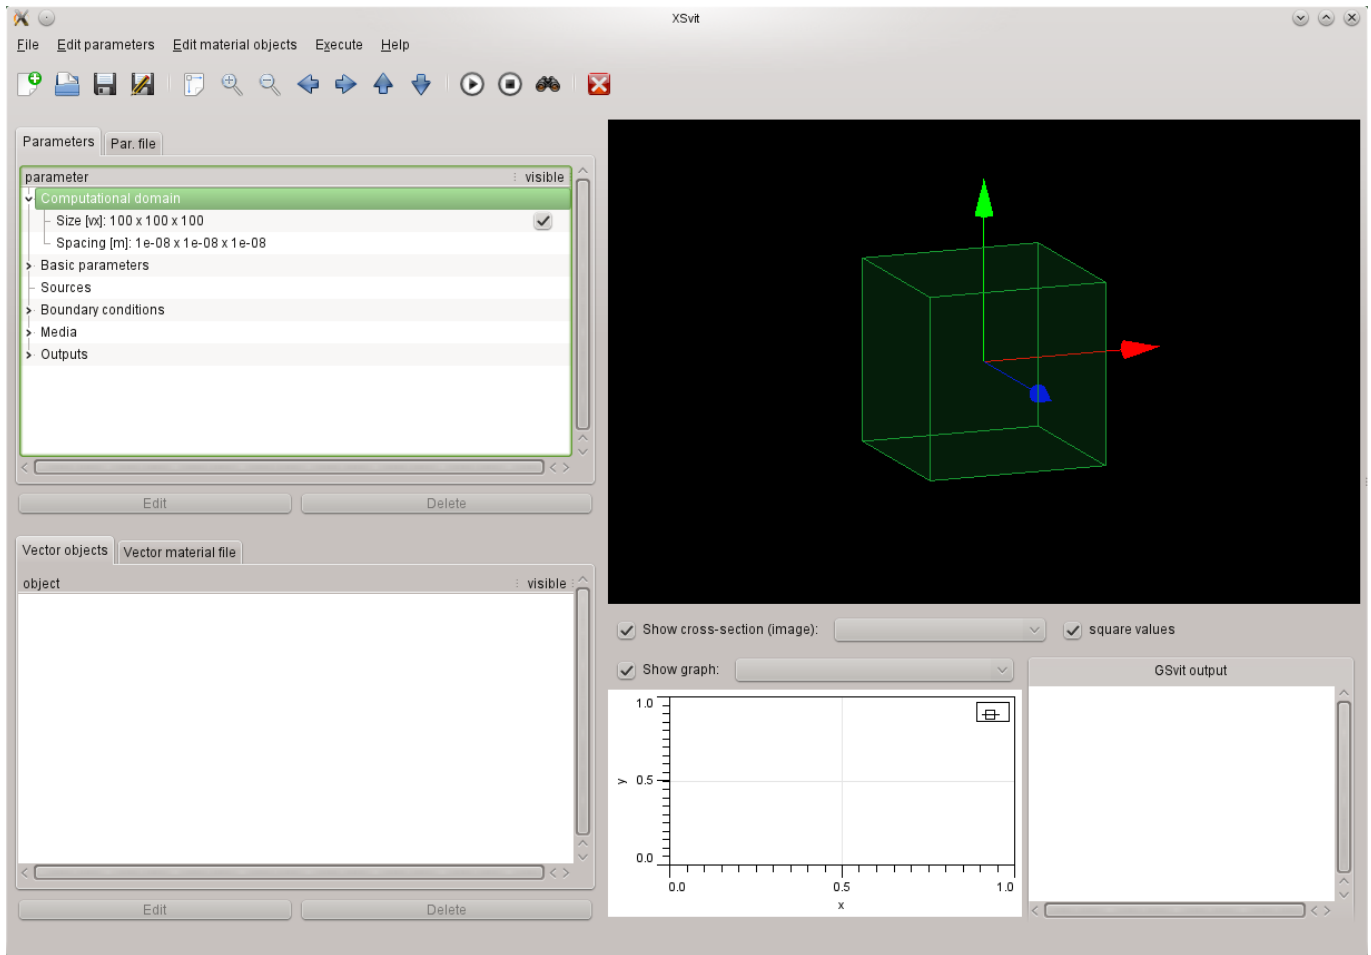 XSvit
File Edit parameters Edit material objects Execute Help
Parameters Par. file
parameter visible
Computational domain
Size [vx]: 100 x 100 x 100
Spacing [m]: 1e-08 x 1e-08 x 1e-08
Basic parameters
Sources
Boundary conditions
Media
Outputs
Edit Delete
Vector objects Vector material file
object visible
Edit Delete
Show cross-section (image): square values
Show graph:
GSvit output
1.0
y 0.5
0.0
0.0 0.5 1.0
x